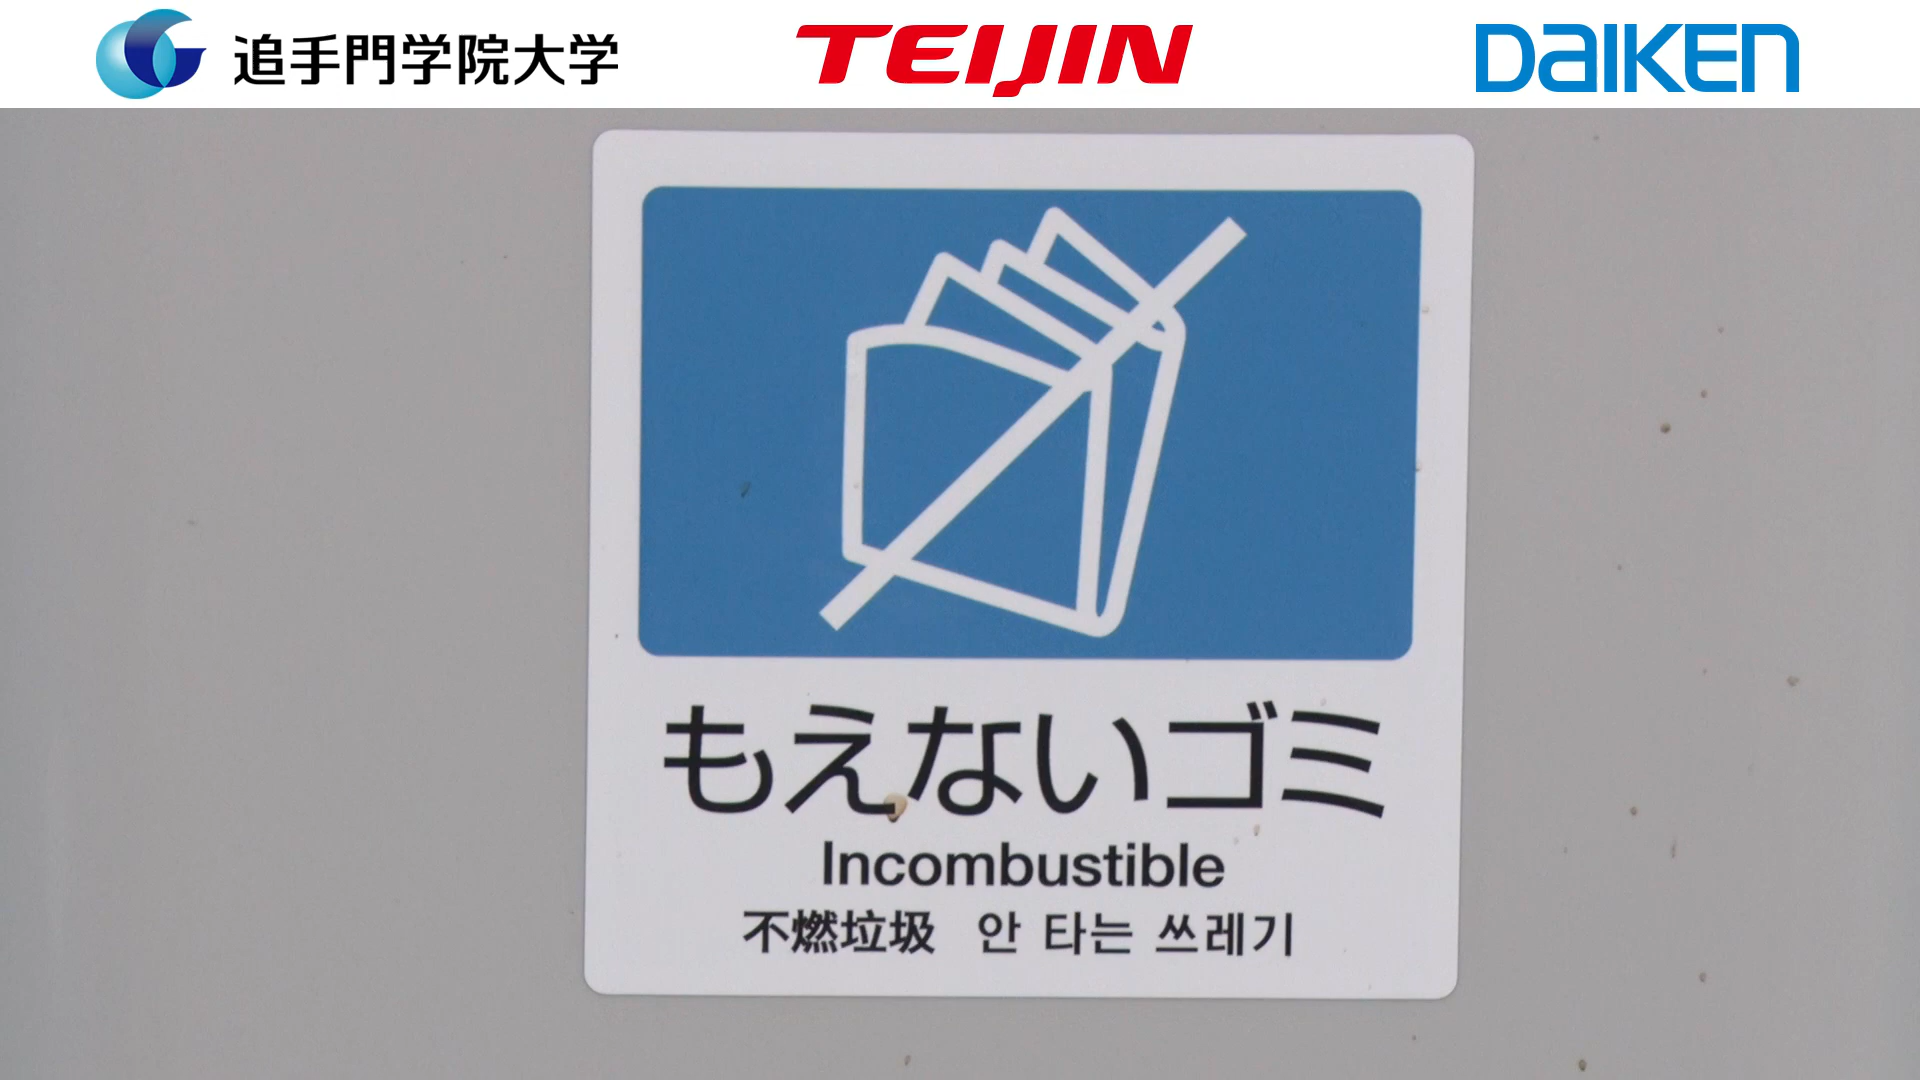 追手門学院大学 TEIJIN DAIKEN
もえないゴミ
Incombustible
不燃垃圾 안 타는 쓰레기